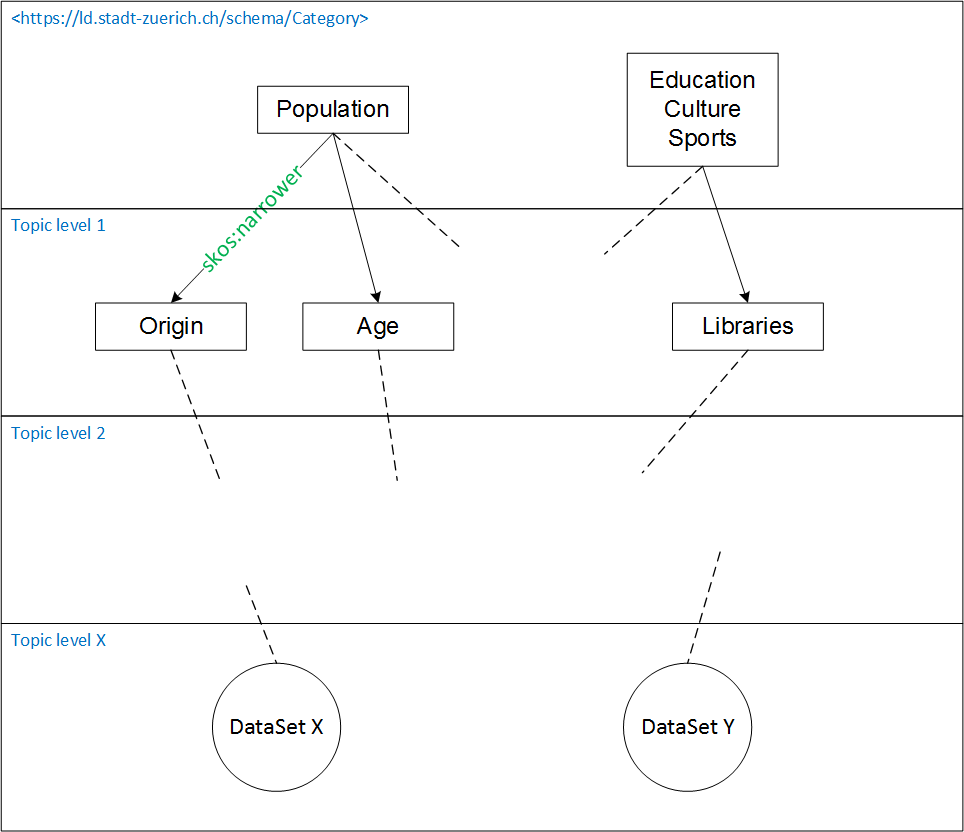 <https://ld.stadt-zuerich.ch/schema/Category>
Population
Education
Culture
Sports
skos:narrower
Topic level 1
Origin
Age
Libraries
Topic level 2
Topic level X
DataSet X
DataSet Y